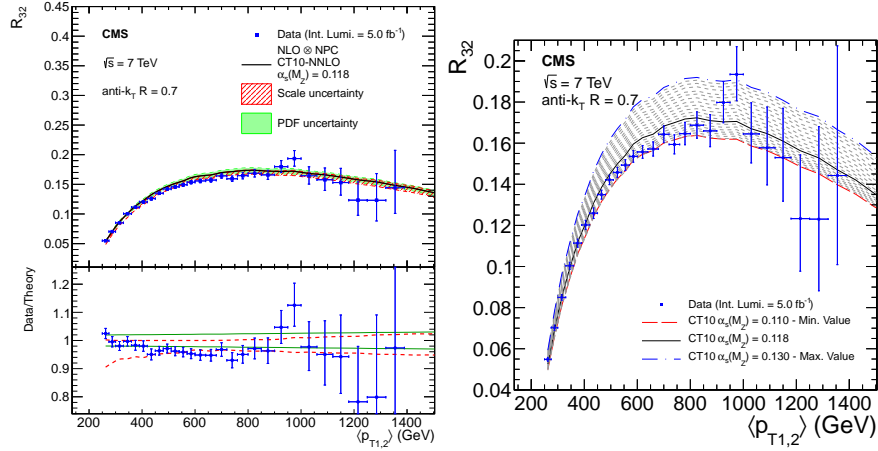 R32
CMS
√s = 7 TeV
anti-kT R = 0.7
Data (Int. Lumi. = 5.0 fb-1)
NLO ⊗ NPC
CT10-NNLO
αs(MZ) = 0.118
Scale uncertainty
PDF uncertainty
0.4
0.35
0.3
0.25
0.2
0.15
0.1
0.05
Data/Theory
1.2
1.1
1
0.9
0.8
200 400 600 800 1000 1200 1400
⟨pT1,2⟩ (GeV)
R32
CMS
√s = 7 TeV
anti-kT R = 0.7
0.2
0.18
0.16
0.14
0.12
0.1
0.08
0.06
0.04
Data (Int. Lumi. = 5.0 fb-1)
CT10 αs(MZ) = 0.110 - Min. Value
CT10 αs(MZ) = 0.118
CT10 αs(MZ) = 0.130 - Max. Value
200 400 600 800 1000 1200 1400
⟨pT1,2⟩ (GeV)